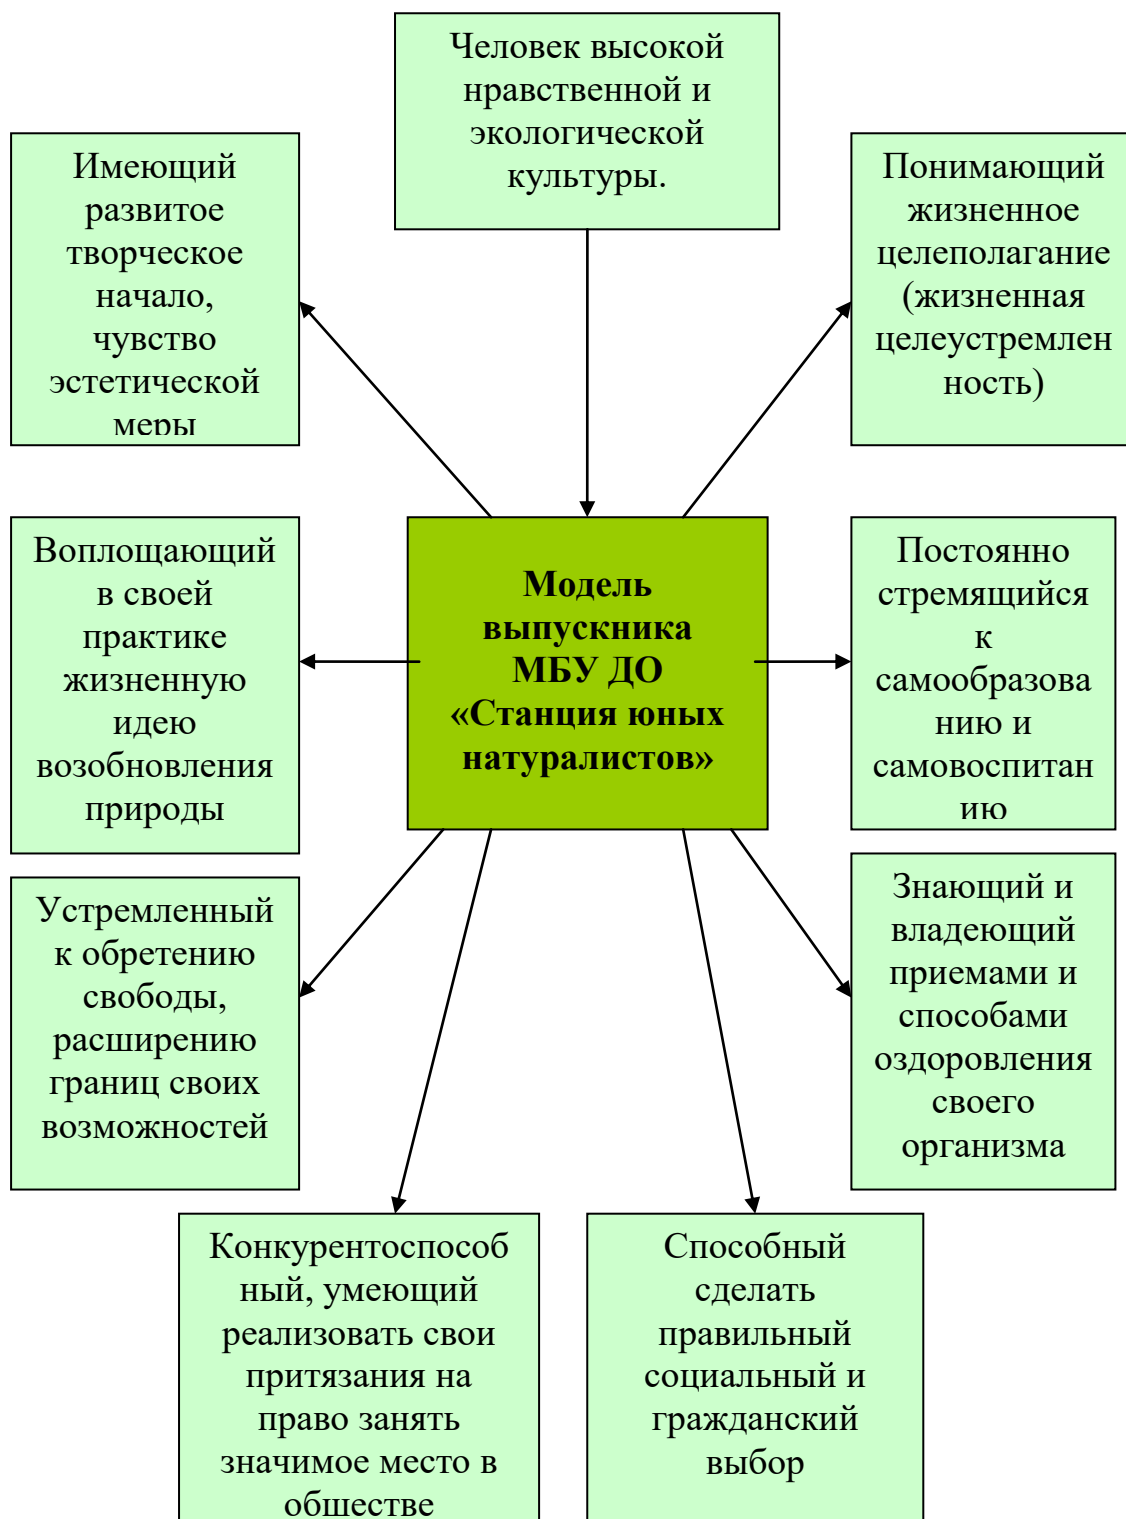 Человек высокой
нравственной и
экологической
культуры.
Имеющий
развитое
творческое
начало,
чувство
эстетической
меры
Понимающий
жизненное
целеполагание
(жизненная
целеустремлен
ность)
Воплощающий
в своей
практике
жизненную
идею
возобновления
природы
Модель
выпускника
МБУ ДО
«Станция юных
натуралистов»
Постоянно
стремящийся
к
самообразова
нию и
самовоспитан
ию
Устремленный
к обретению
свободы,
расширению
границ своих
возможностей
Знающий и
владеющий
приемами и
способами
оздоровления
своего
организма
Конкурентоспособ
ный, умеющий
реализовать свои
притязания на
право занять
значимое место в
обществе
Способный
сделать
правильный
социальный и
гражданский
выбор